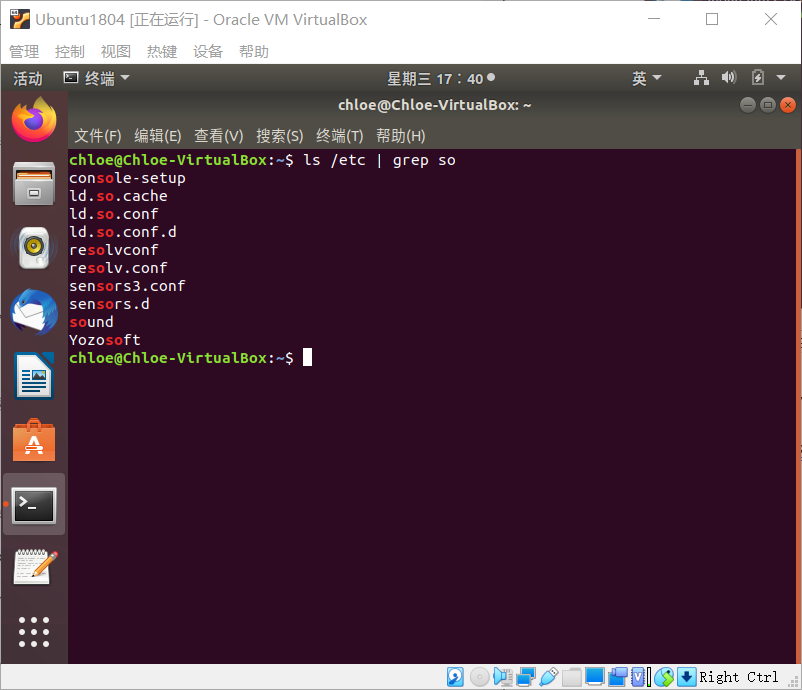 Ubuntu1804 [正在运行] - Oracle VM VirtualBox
管理 控制 视图 热键 设备 帮助
活动 终端 星期三 17：40 英
chloe@Chloe-VirtualBox: ~
文件(F) 编辑(E) 查看(V) 搜索(S) 终端(T) 帮助(H)
chloe@Chloe-VirtualBox:~$ ls /etc | grep so
console-setup
ld.so.cache
ld.so.conf
ld.so.conf.d
resolvconf
resolv.conf
sensors3.conf
sensors.d
sound
Yozosoft
chloe@Chloe-VirtualBox:~$
Right Ctrl